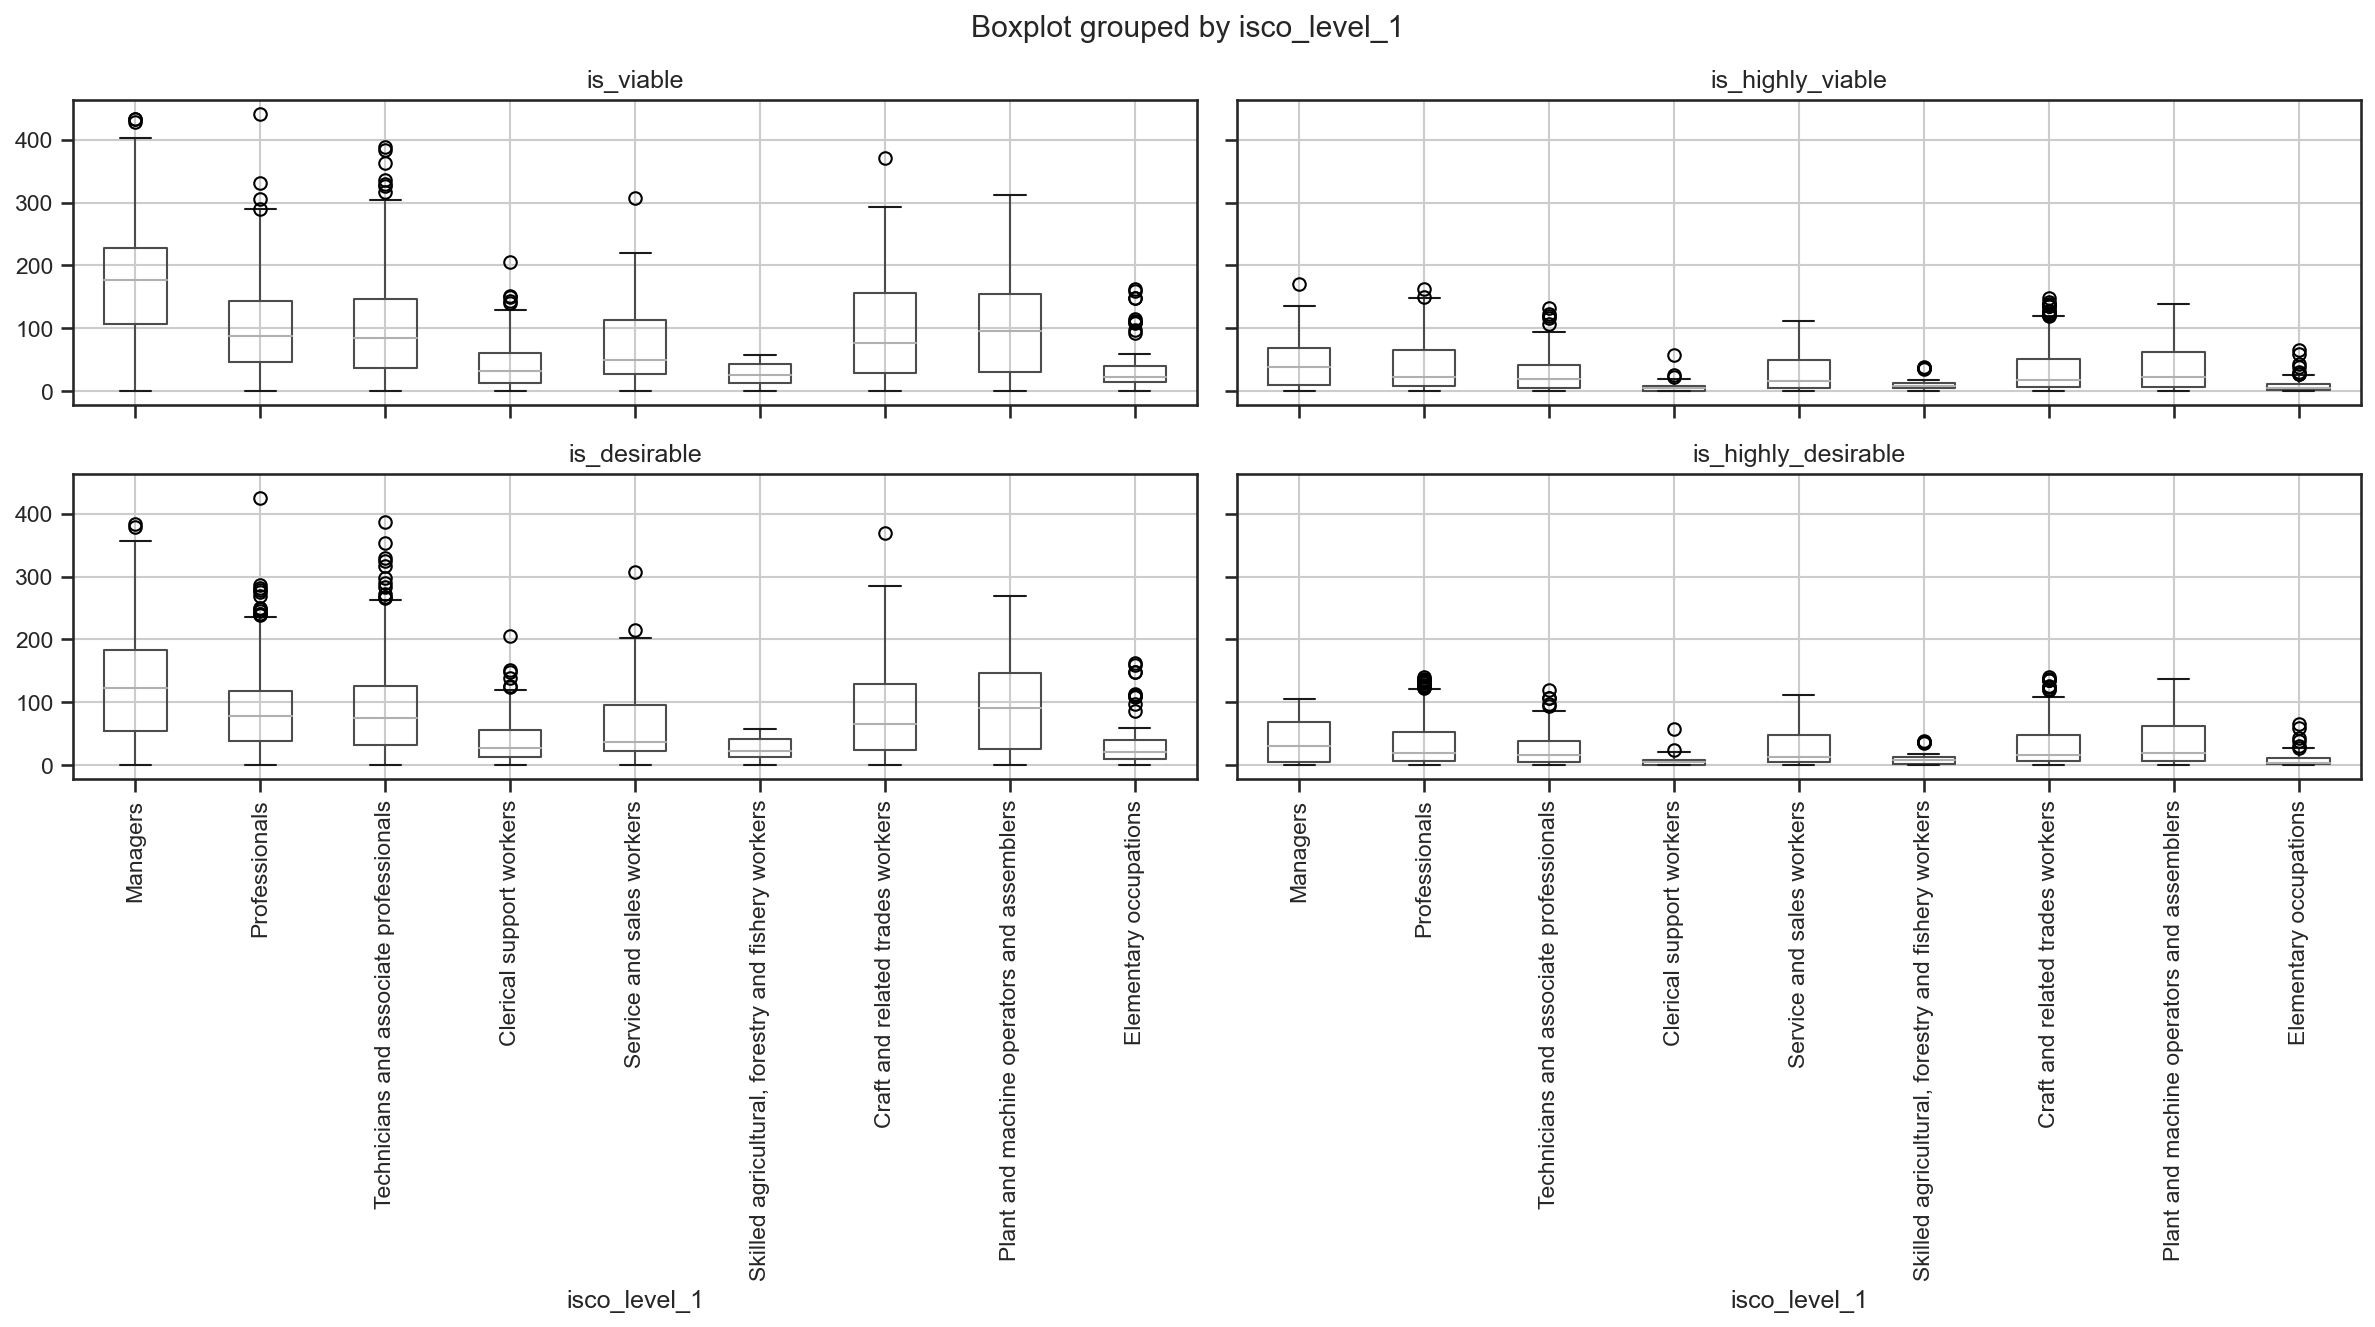 Boxplot grouped by isco_level_1
is_viable
is_highly_viable
400
300
200
100
0
is_desirable
is_highly_desirable
400
300
200
100
0
Managers
Professionals
Technicians and associate professionals
Clerical support workers
Service and sales workers
Skilled agricultural, forestry and fishery workers
Craft and related trades workers
Plant and machine operators and assemblers
Elementary occupations
Managers
Professionals
Technicians and associate professionals
Clerical support workers
Service and sales workers
Skilled agricultural, forestry and fishery workers
Craft and related trades workers
Plant and machine operators and assemblers
Elementary occupations
isco_level_1
isco_level_1